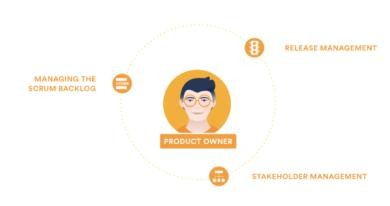 RELEASE MANAGEMENT
MANAGING THE
SCRUM BACKLOG
PRODUCT OWNER
STAKEHOLDER MANAGEMENT